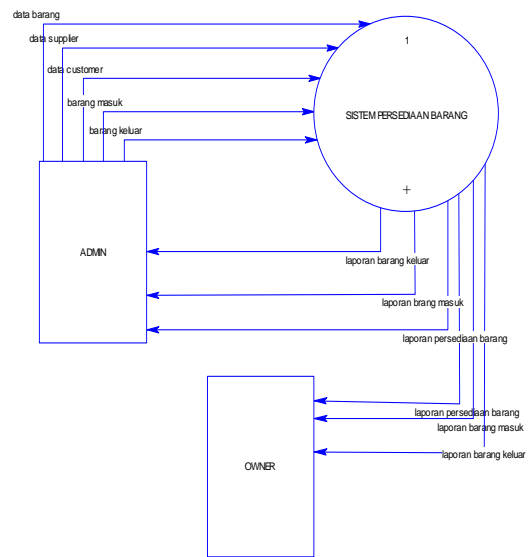 data barang
data supplier
data customer
barang masuk
barang keluar
1
SISTEM PERSEDIAAN BARANG
+
ADMIN
laporan barang keluar
laporan brang masuk
laporan persediaan barang
laporan persediaan barang
laporan barang masuk
laporan barang keluar
OWNER